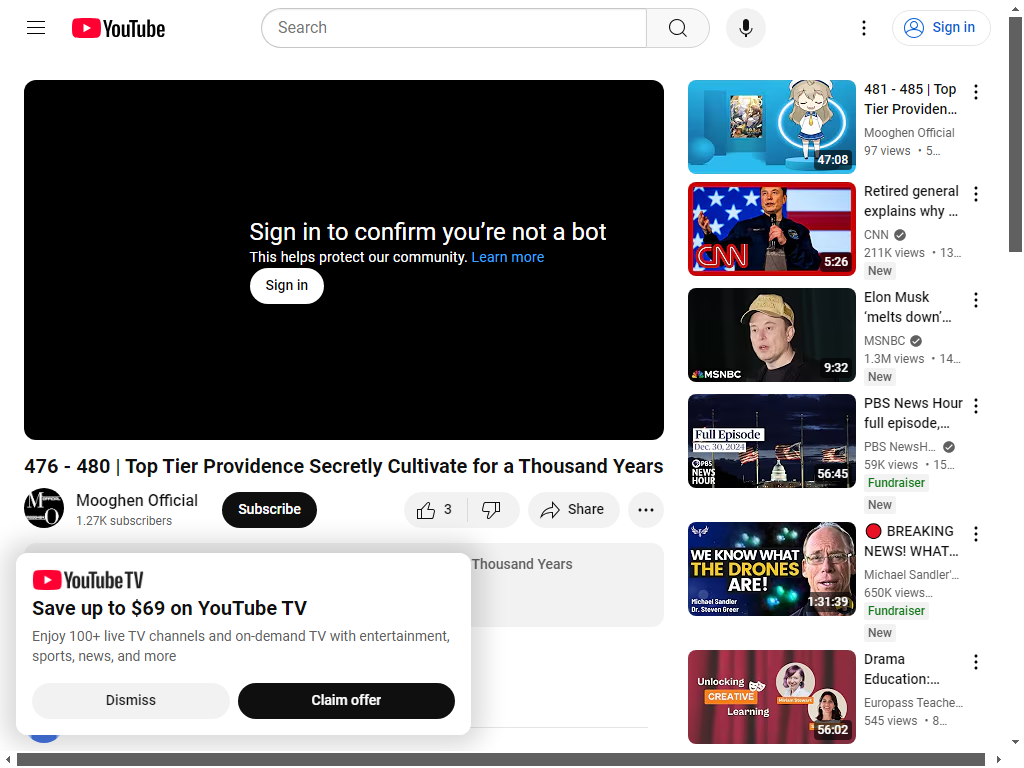 YouTube
Search
Sign in
Sign in to confirm you’re not a bot
This helps protect our community. Learn more
Sign in
476 - 480 | Top Tier Providence Secretly Cultivate for a Thousand Years
Mooghen Official
1.27K subscribers
Subscribe
3
Share
Thousand Years
YouTube TV
Save up to $69 on YouTube TV
Enjoy 100+ live TV channels and on-demand TV with entertainment,
sports, news, and more
Dismiss
Claim offer
47:08
481 - 485 | Top
Tier Providen...
Mooghen Official
97 views • 5...
CNN
5:26
Retired general
explains why ...
CNN
211K views • 13...
New
MSNBC
9:32
Elon Musk
‘melts down’...
MSNBC
1.3M views • 14...
New
Full Episode
Dec. 30, 2024
PBS
NEWS
HOUR
56:45
PBS News Hour
full episode,...
PBS NewsH...
59K views • 15...
Fundraiser
New
WE KNOW WHAT
THE DRONES
ARE!
Michael Sandler
Dr. Steven Greer
1:31:39
BREAKING
NEWS! WHAT...
Michael Sandler'...
650K views...
Fundraiser
New
Unlocking
CREATIVE
Learning
Miriam Stewart
56:02
Drama
Education:...
Europass Teache...
545 views • 8...